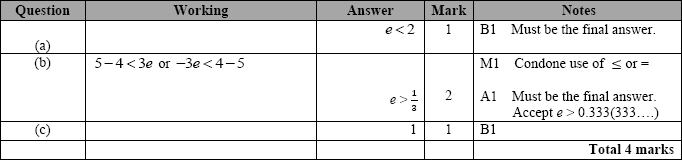 Question Working Answer Mark Notes
(a) e < 2 1 B1 Must be the final answer.
(b) 5 − 4 < 3e or −3e < 4 − 5 M1 Condone use of ≤ or =
e > 1/3 2 A1 Must be the final answer.
Accept e > 0.333(333….)
(c) 1 1 B1
Total 4 marks